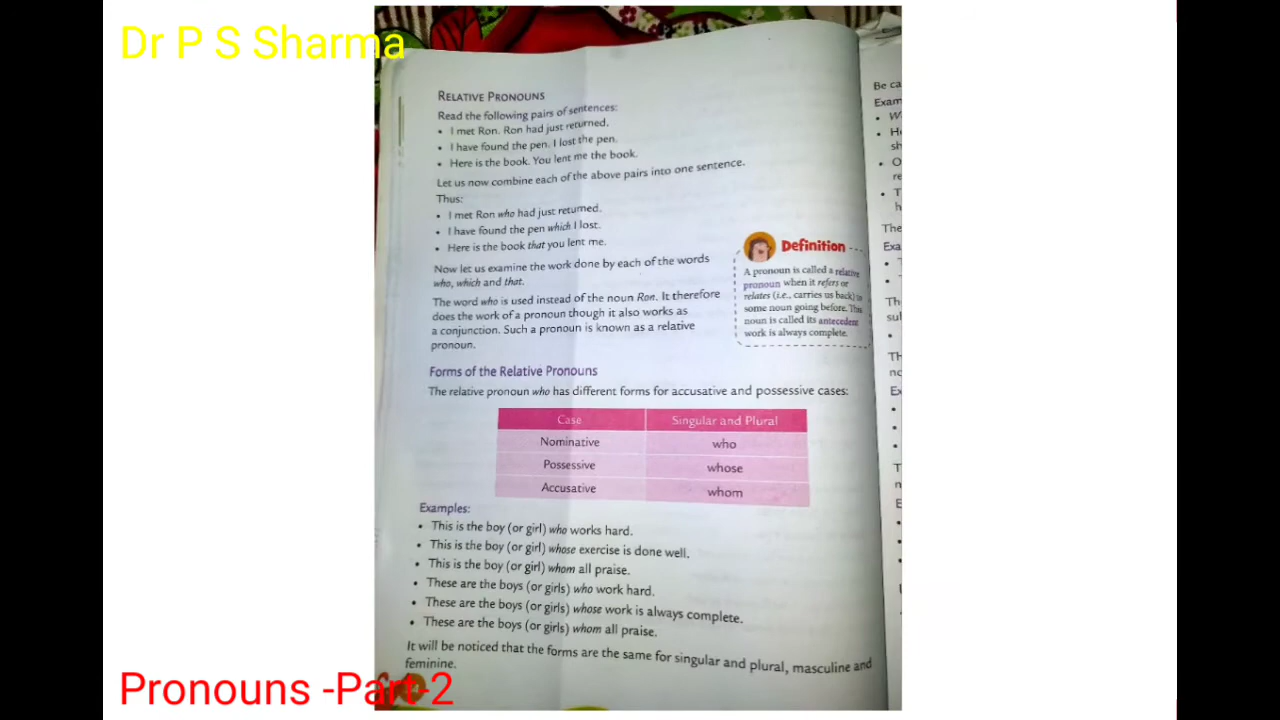 Dr P S Sharma
RELATIVE PRONOUNS
Read the following pairs of sentences:
• I met Ron. Ron had just returned.
• I have found the pen. I lost the pen.
• Here is the book. You lent me the book.
Let us now combine each of the above pairs into one sentence.
Thus:
• I met Ron who had just returned.
• I have found the pen which I lost.
• Here is the book that you lent me.
Now let us examine the work done by each of the words
who, which and that.
The word who is used instead of the noun Ron. It therefore
does the work of a pronoun though it also works as
a conjunction. Such a pronoun is known as a relative
pronoun.
Definition
A pronoun is called a relative
pronoun when it refers or
relates (i.e., carries us back) to
some noun going before. This
noun is called its antecedent
work is always complete.
Forms of the Relative Pronouns
The relative pronoun who has different forms for accusative and possessive cases:
Case Singular and Plural
Nominative who
Possessive whose
Accusative whom
Examples:
• This is the boy (or girl) who works hard.
• This is the boy (or girl) whose exercise is done well.
• This is the boy (or girl) whom all praise.
• These are the boys (or girls) who work hard.
• These are the boys (or girls) whose work is always complete.
• These are the boys (or girls) whom all praise.
It will be noticed that the forms are the same for singular and plural, masculine and
feminine.
Pronouns -Part-2
Be ca
Exam
• W
• H
sh
• O
re
• T
h
The
Exa
Th
sul
Th
no
Ex
T
n
E